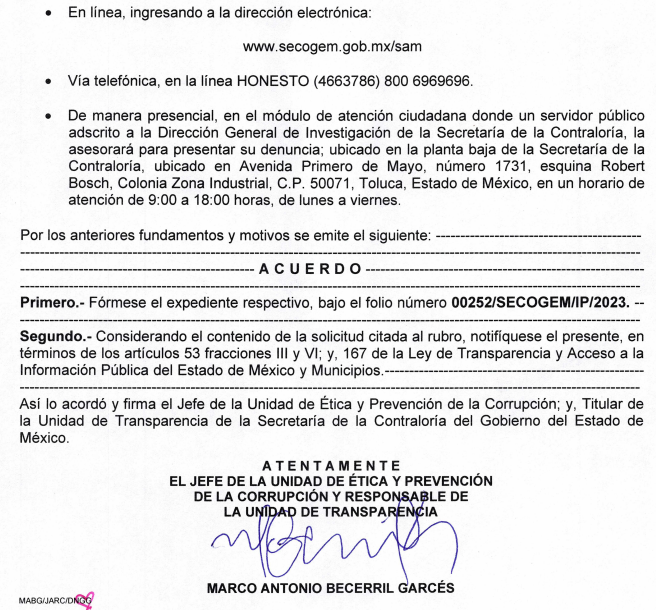 • En línea, ingresando a la dirección electrónica:
www.secogem.gob.mx/sam
• Vía telefónica, en la línea HONESTO (4663786) 800 6969696.
• De manera presencial, en el módulo de atención ciudadana donde un servidor público
adscrito a la Dirección General de Investigación de la Secretaría de la Contraloría, la
asesorará para presentar su denuncia; ubicado en la planta baja de la Secretaría de la
Contraloría, ubicado en Avenida Primero de Mayo, número 1731, esquina Robert
Bosch, Colonia Zona Industrial, C.P. 50071, Toluca, Estado de México, en un horario de
atención de 9:00 a 18:00 horas, de lunes a viernes.
Por los anteriores fundamentos y motivos se emite el siguiente: ------------------------------------------
------------------------------------------------------------------------------------------------------------------------------
----------------------------------------------- A C U E R D O ---------------------------------------------------------
------------------------------------------------------------------------------------------------------------------------------
Primero.- Fórmese el expediente respectivo, bajo el folio número 00252/SECOGEM/IP/2023. --
------------------------------------------------------------------------------------------------------------------------------
Segundo.- Considerando el contenido de la solicitud citada al rubro, notifíquese el presente, en
términos de los artículos 53 fracciones III y VI; y, 167 de la Ley de Transparencia y Acceso a la
Información Pública del Estado de México y Municipios.-----------------------------------------------------
------------------------------------------------------------------------------------------------------------------------------
Así lo acordó y firma el Jefe de la Unidad de Ética y Prevención de la Corrupción; y, Titular de
la Unidad de Transparencia de la Secretaría de la Contraloría del Gobierno del Estado de
México.
A T E N T A M E N T E
EL JEFE DE LA UNIDAD DE ÉTICA Y PREVENCIÓN
DE LA CORRUPCIÓN Y RESPONSABLE DE
LA UNIDAD DE TRANSPARENCIA
MARCO ANTONIO BECERRIL GARCÉS
MABG/JARC/DNGG